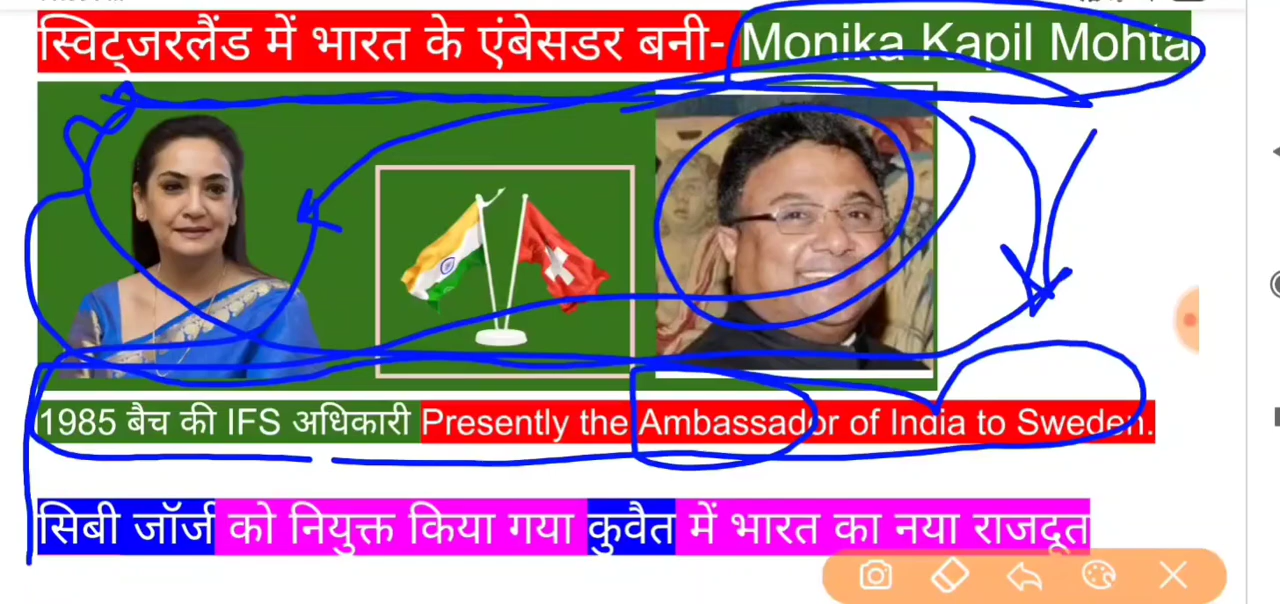 स्विट्जरलैंड में भारत के एंबेसडर बनी- Monika Kapil Mohta
1985 बैच की IFS अधिकारी Presently the Ambassador of India to Sweden.
सिबी जॉर्ज को नियुक्त किया गया कुवैत में भारत का नया राजदूत